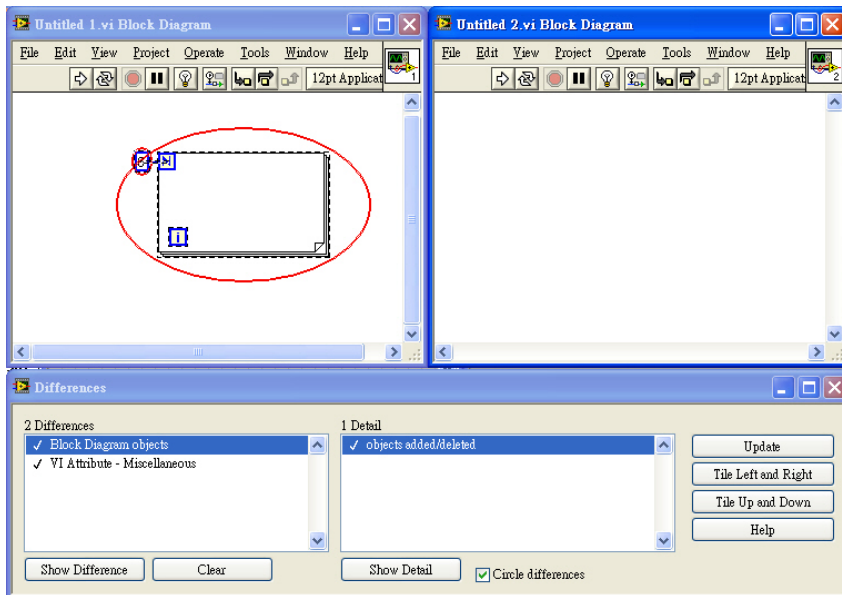 Untitled 1.vi Block Diagram
File Edit View Project Operate Tools Window Help
12pt Applicat
1
i
Untitled 2.vi Block Diagram
File Edit View Project Operate Tools Window Help
12pt Applicat
2
Differences
2 Differences
✓ Block Diagram objects
✓ VI Attribute - Miscellaneous
Show Difference
Clear
1 Detail
✓ objects added/deleted
Show Detail
Circle differences
Update
Tile Left and Right
Tile Up and Down
Help